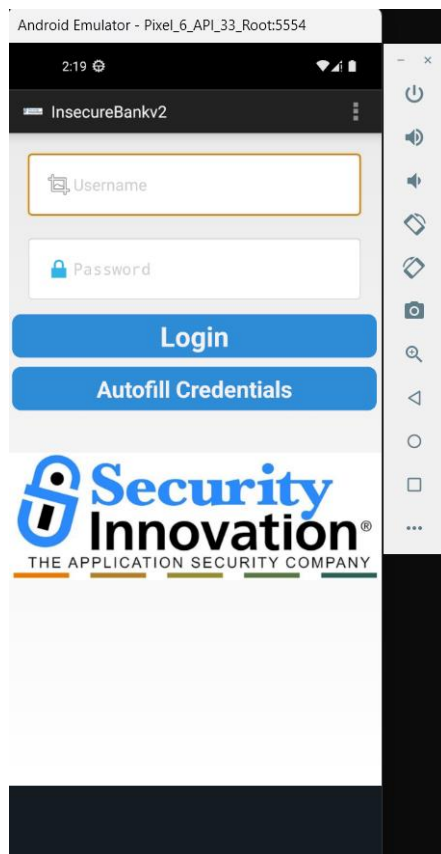 Android Emulator - Pixel_6_API_33_Root:5554
2:19
InsecureBankv2
Username
Password
Login
Autofill Credentials
Security
Innovation®
THE APPLICATION SECURITY COMPANY